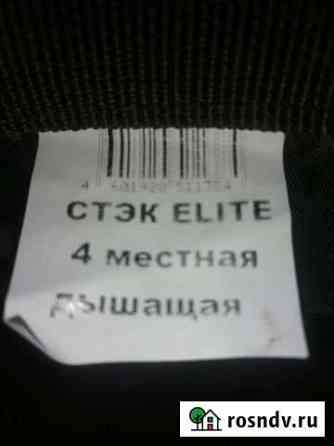 СТЭК ELITE
4 местная
дышащая
rosndv.ru